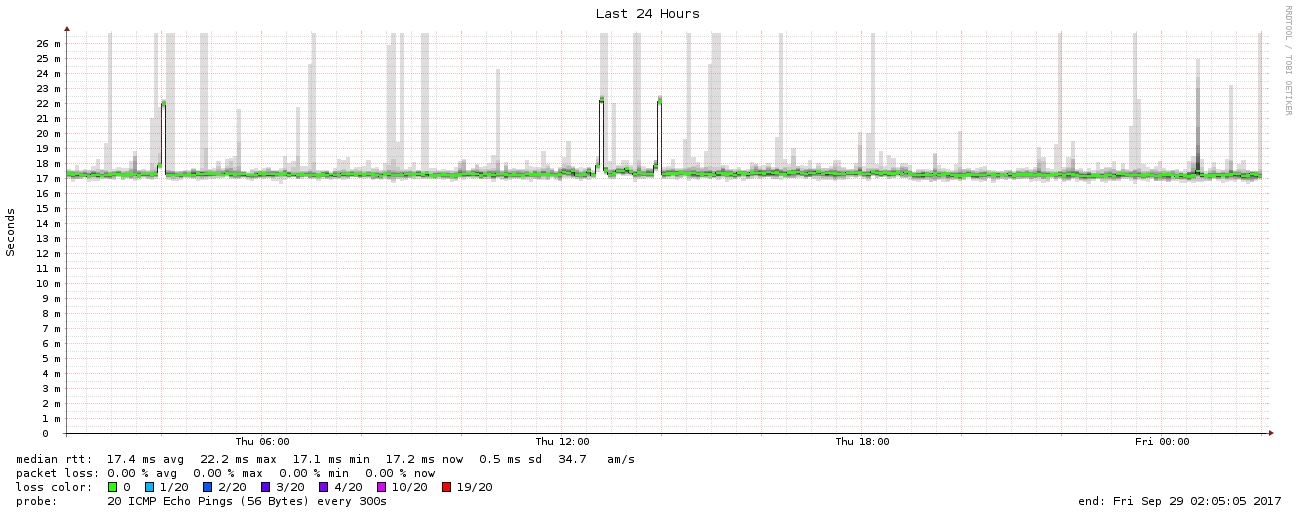 Last 24 Hours
RRDTOOL / TOBI OETIKER
Seconds
26 m
25 m
24 m
23 m
22 m
21 m
20 m
19 m
18 m
17 m
16 m
15 m
14 m
13 m
12 m
11 m
10 m
9 m
8 m
7 m
6 m
5 m
4 m
3 m
2 m
1 m
0
Thu 06:00 Thu 12:00 Thu 18:00 Fri 00:00
median rtt: 17.4 ms avg 22.2 ms max 17.1 ms min 17.2 ms now 0.5 ms sd 34.7 am/s
packet loss: 0.00 % avg 0.00 % max 0.00 % min 0.00 % now
loss color: 0 1/20 2/20 3/20 4/20 10/20 19/20
probe: 20 ICMP Echo Pings (56 Bytes) every 300s end: Fri Sep 29 02:05:05 2017